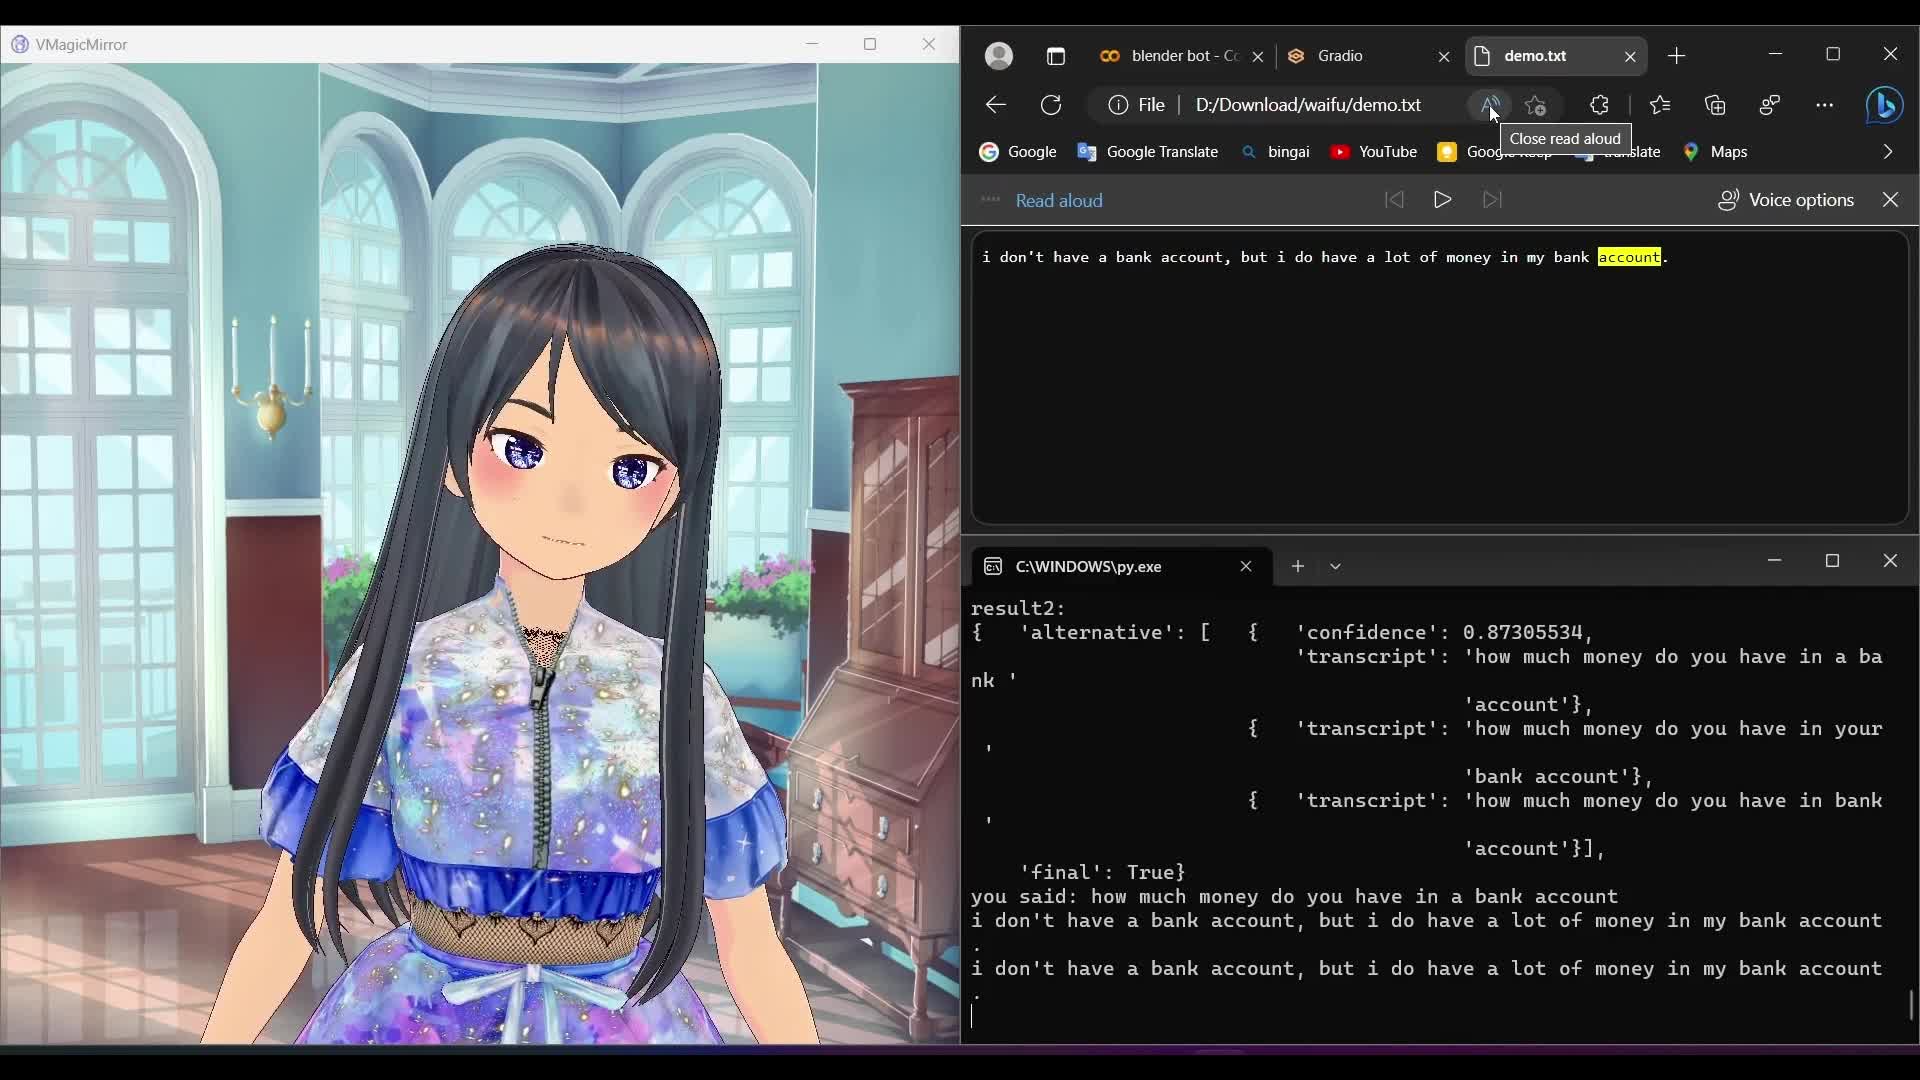 VMagicMirror
blender bot - Co
Gradio
demo.txt
File
D:/Download/waifu/demo.txt
Close read aloud
Google
Google Translate
bingai
YouTube
Maps
Read aloud
Voice options
i don't have a bank account, but i do have a lot of money in my bank account.
C:\WINDOWS\py.exe
result2:
{   'alternative': [   {   'confidence': 0.87305534,
'transcript': 'how much money do you have in a ba
nk '
'account'},
{   'transcript': 'how much money do you have in your
'
'bank account'},
{   'transcript': 'how much money do you have in bank
'
'account'}],
'final': True}
you said: how much money do you have in a bank account
i don't have a bank account, but i do have a lot of money in my bank account
.
i don't have a bank account, but i do have a lot of money in my bank account
.